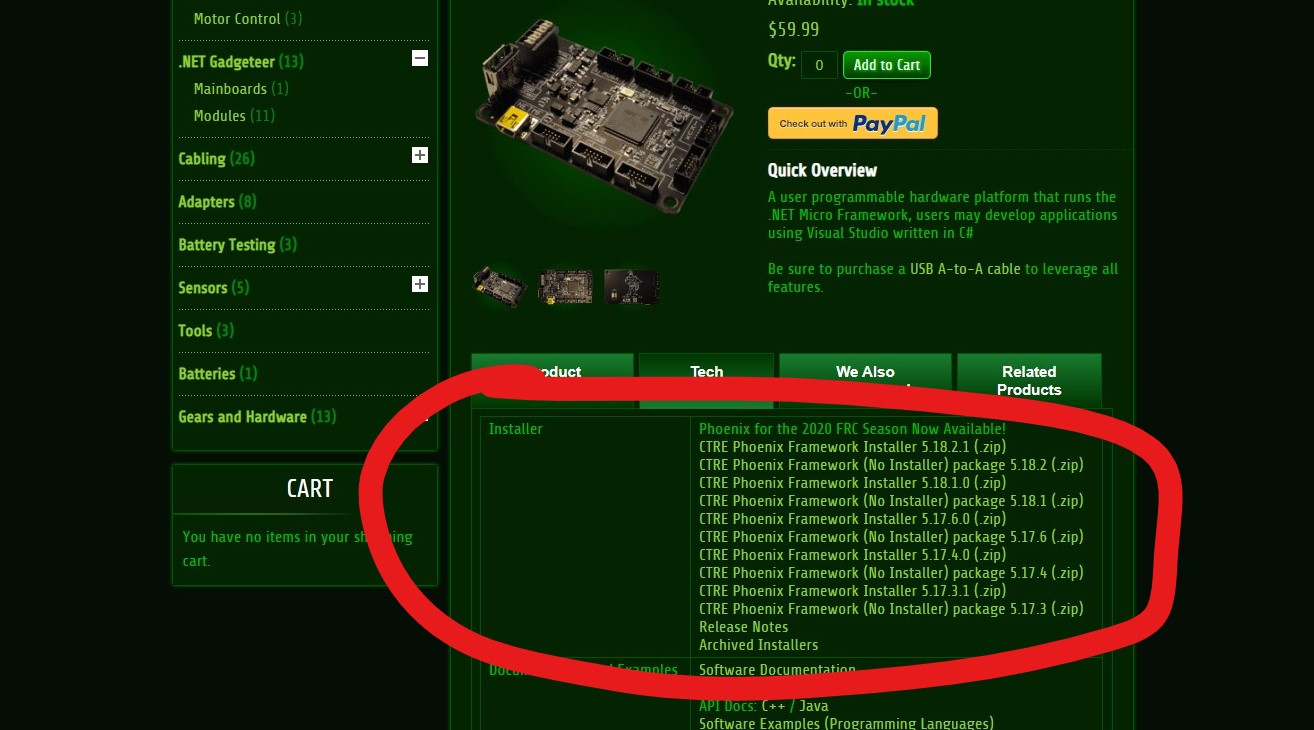 Motor Control (3)
.NET Gadgeteer (13)
Mainboards (1)
Modules (11)
Cabling (26)
Adapters (8)
Battery Testing (3)
Sensors (5)
Tools (3)
Batteries (1)
Gears and Hardware (13)
CART
You have no items in your shopping
cart.
Availability: In stock
$59.99
Qty: 0 Add to Cart
-OR-
Check out with PayPal
Quick Overview
A user programmable hardware platform that runs the
.NET Micro Framework, users may develop applications
using Visual Studio written in C#
Be sure to purchase a USB A-to-A cable to leverage all
features.
Tech
We Also
Related
Products
Installer
Phoenix for the 2020 FRC Season Now Available!
CTRE Phoenix Framework Installer 5.18.2.1 (.zip)
CTRE Phoenix Framework (No Installer) package 5.18.2 (.zip)
CTRE Phoenix Framework Installer 5.18.1.0 (.zip)
CTRE Phoenix Framework (No Installer) package 5.18.1 (.zip)
CTRE Phoenix Framework Installer 5.17.6.0 (.zip)
CTRE Phoenix Framework (No Installer) package 5.17.6 (.zip)
CTRE Phoenix Framework Installer 5.17.4.0 (.zip)
CTRE Phoenix Framework (No Installer) package 5.17.4 (.zip)
CTRE Phoenix Framework Installer 5.17.3.1 (.zip)
CTRE Phoenix Framework (No Installer) package 5.17.3 (.zip)
Release Notes
Archived Installers
Examples
Software Documentation
API Docs: C++ / Java
Software Examples (Programming Languages)